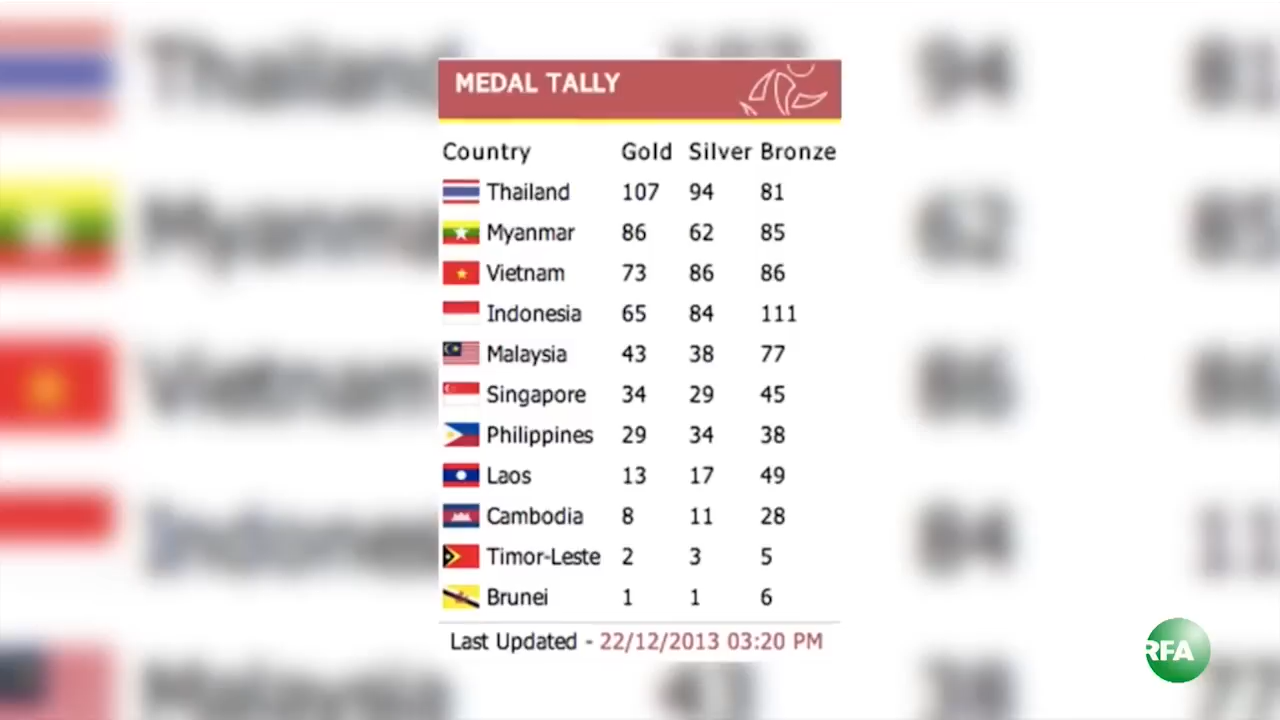 MEDAL TALLY
Country Gold Silver Bronze
Thailand 107 94 81
Myanmar 86 62 85
Vietnam 73 86 86
Indonesia 65 84 111
Malaysia 43 38 77
Singapore 34 29 45
Philippines 29 34 38
Laos 13 17 49
Cambodia 8 11 28
Timor-Leste 2 3 5
Brunei 1 1 6
Last Updated - 22/12/2013 03:20 PM
RFA